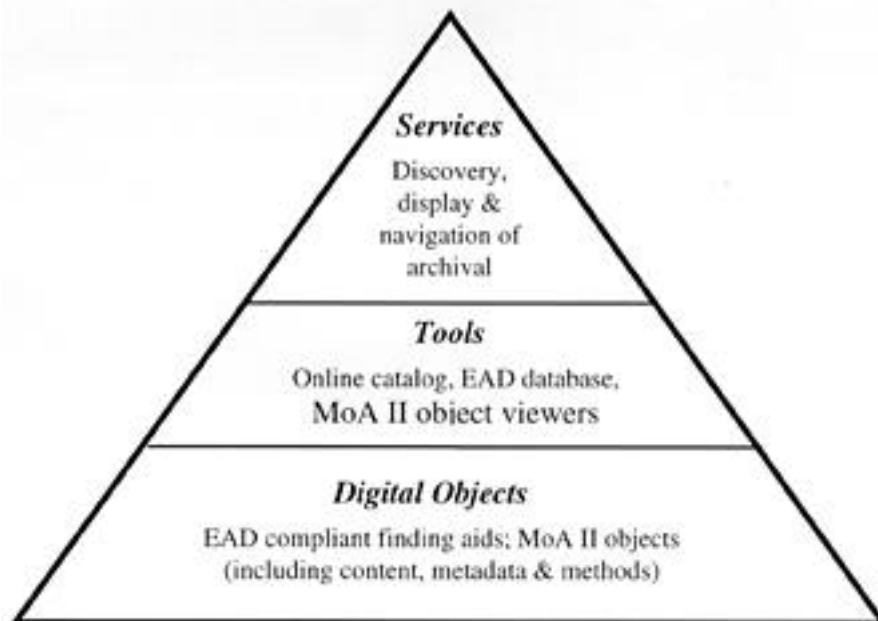 Services
Discovery,
display &
navigation of
archival
Tools
Online catalog, EAD database,
MoA II object viewers
Digital Objects
EAD compliant finding aids; MoA II objects
(including content, metadata & methods)